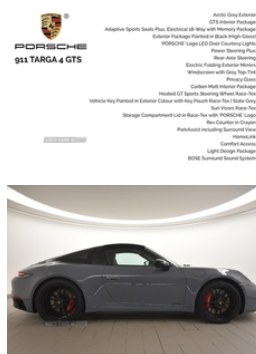 PORSCHE
911 TARGA 4 GTS
Arctic Grey Exterior
GTS Interior Package
Adaptive Sports Seats Plus, Electrical 18-Way with Memory Package
Exterior Package Painted in Black (High-Gloss)
'PORSCHE' Logo LED Door Courtesy Lights
Power Steering Plus
Rear-Axle Steering
Electric Folding Exterior Mirrors
Windscreen with Grey Top-Tint
Privacy Glass
Carbon Matt Interior Package
Heated GT Sports Steering Wheel Race-Tex
Vehicle Key Painted in Exterior Colour with Key Pouch Race-Tex / Slate Grey
Sun Visors Race-Tex
Storage Compartment Lid in Race-Tex with 'PORSCHE' Logo
Rev Counter in Crayon
ParkAssist including Surround View
HomeLink
Comfort Access
Light Design Package
BOSE Surround Sound System